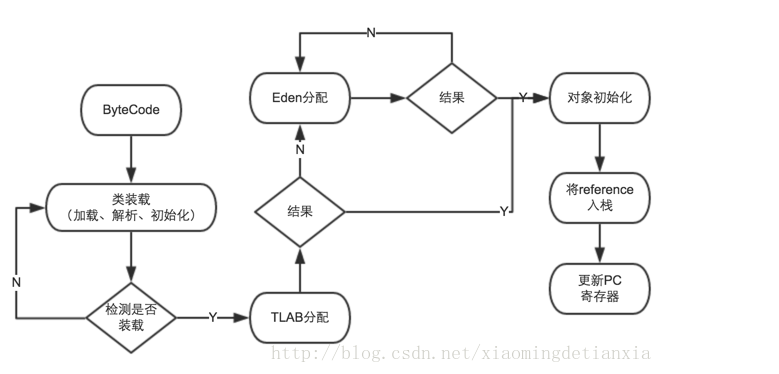 ByteCode
类装载
（加载、解析、初始化）
N
检测是否
装载
Y
TLAB分配
结果
N
Y
Eden分配
N
结果
Y
对象初始化
将reference
入栈
更新PC
寄存器
http://blog.csdn.net/xiaomingdetianxia